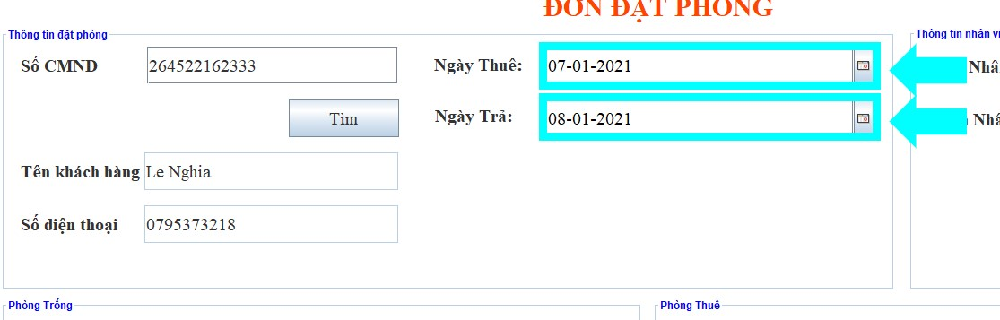 ĐƠN ĐẶT PHÒNG
Thông tin đặt phòng
Số CMND 264522162333
Ngày Thuê: 07-01-2021
Tìm
Ngày Trả: 08-01-2021
Tên khách hàng Le Nghia
Số điện thoại 0795373218
Thông tin nhân vi
Nhâ
Nhâ
Phòng Trống
Phòng Thuê